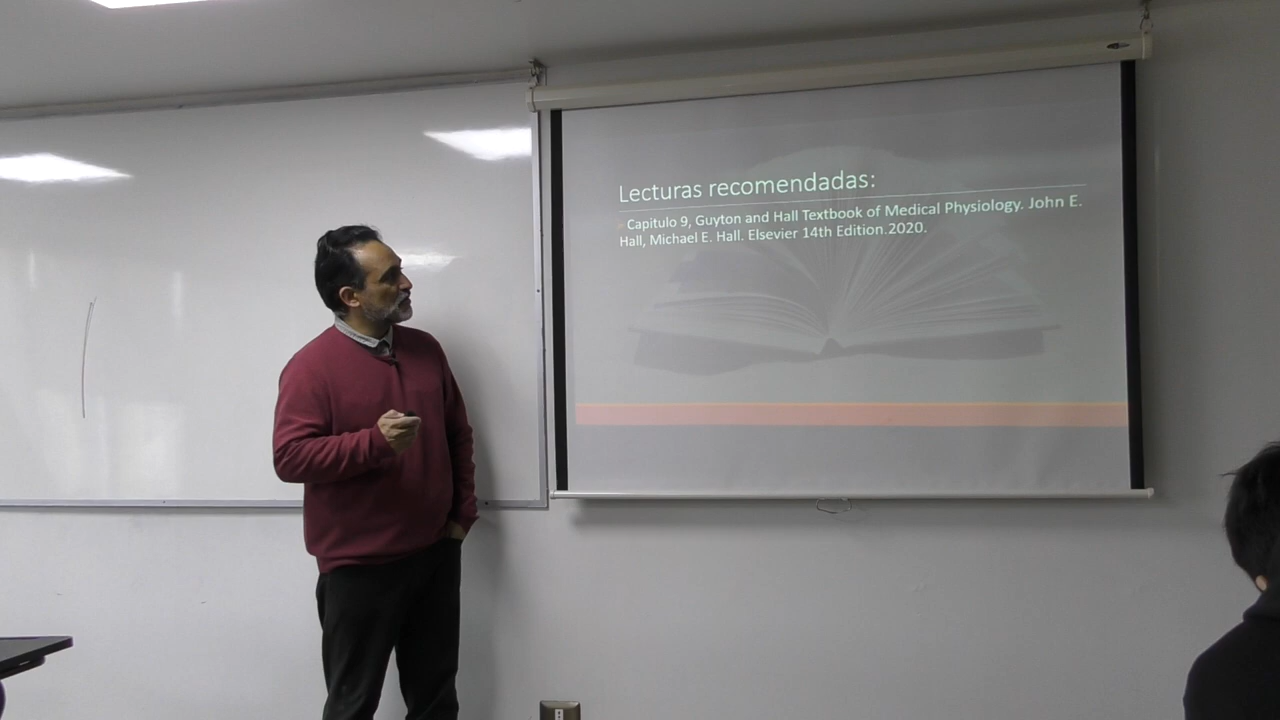 Lecturas recomendadas:
Capitulo 9, Guyton and Hall Textbook of Medical Physiology. John E.
Hall, Michael E. Hall. Elsevier 14th Edition.2020.